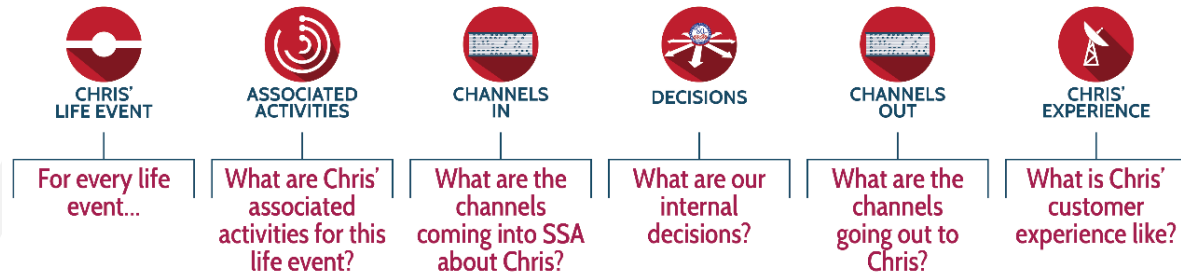 CHRIS'
LIFE EVENT
ASSOCIATED
ACTIVITIES
CHANNELS
IN
DECISIONS
CHANNELS
OUT
CHRIS'
EXPERIENCE
For every life
event...
What are Chris'
associated
activities for this
life event?
What are the
channels
coming into SSA
about Chris?
What are our
internal
decisions?
What are the
channels
going out to
Chris?
What is Chris'
customer
experience like?